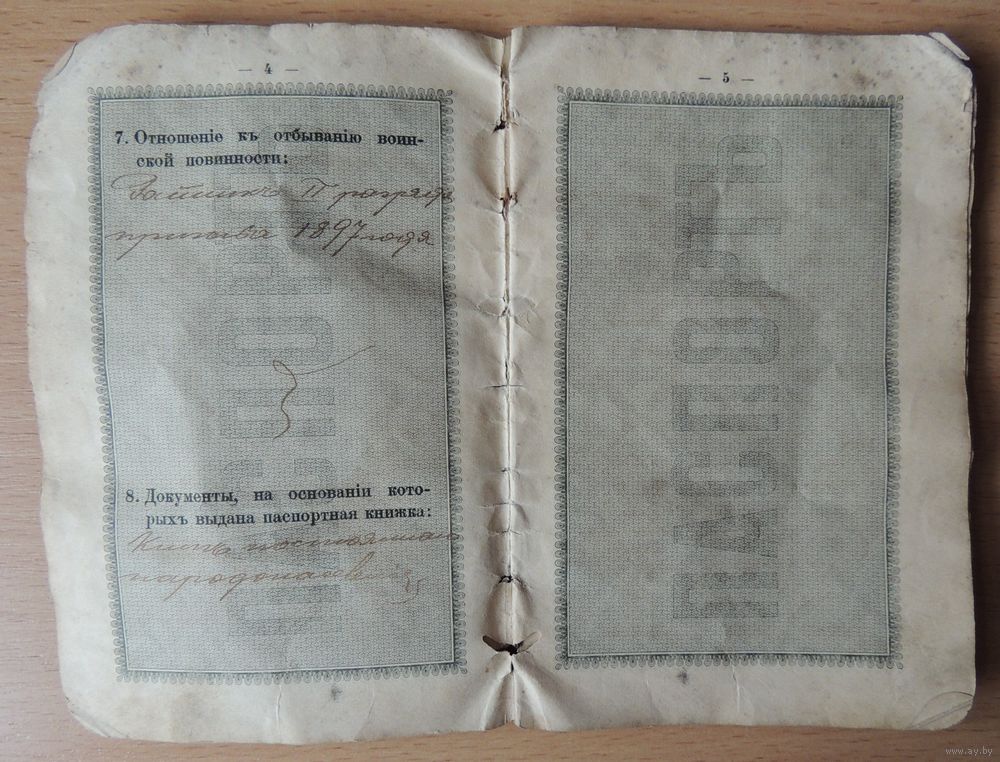 — 4 —
7. Отношеніе къ отбыванію воин-
ской повинности:
II разряда
призыва 1897 года
8. Документы, на основаніи кото-
рыхъ выдана паспортная книжка:
— 5 —
ПАСПОРТЪ
www.ay.by